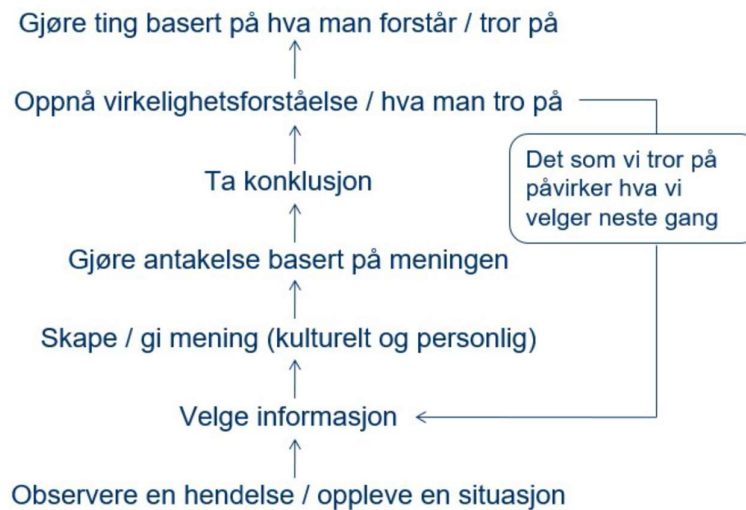 Gjøre ting basert på hva man forstår / tror på
Oppnå virkelighetsforståelse / hva man tro på
Det som vi tror på
påvirker hva vi
velger neste gang
Ta konklusjon
Gjøre antakelse basert på meningen
Skape / gi mening (kulturelt og personlig)
Velge informasjon
Observere en hendelse / oppleve en situasjon